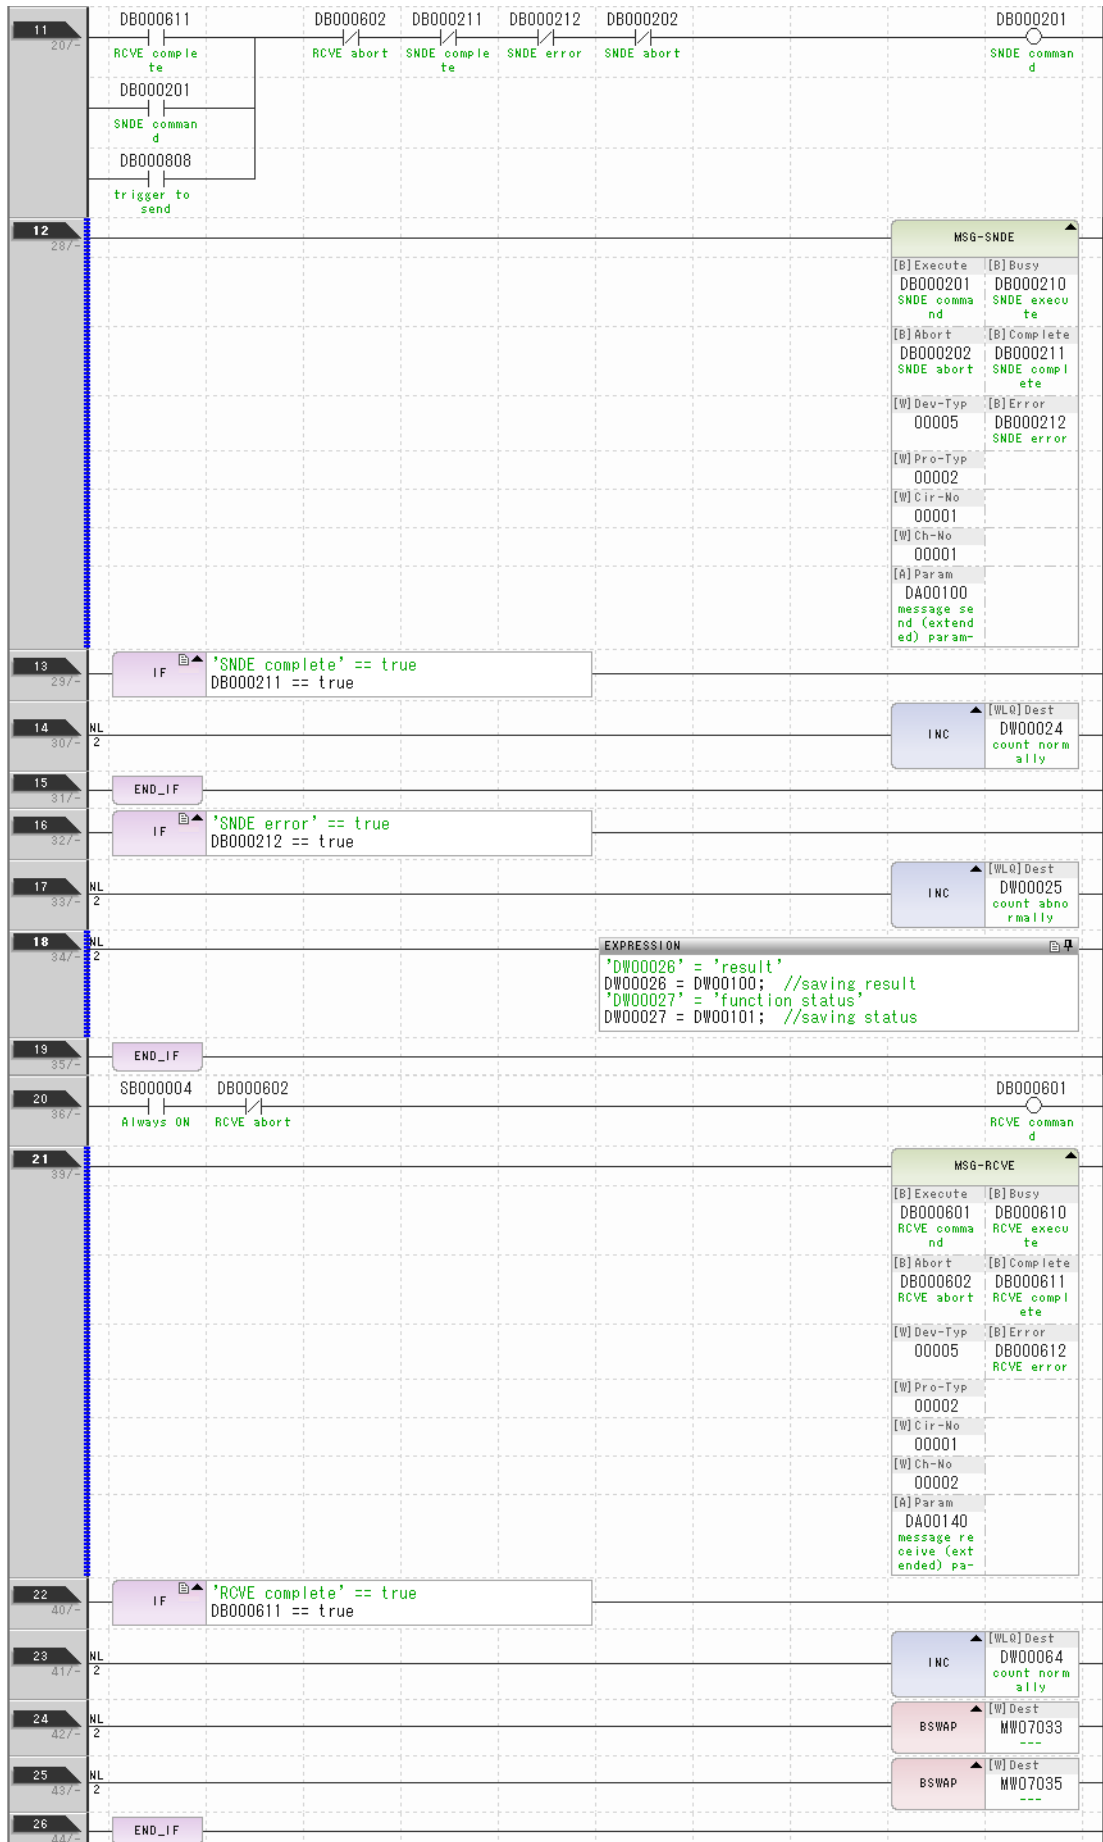 11
20/-
DB000611
DB000602
DB000211
DB000212
DB000202
DB000201
RCVE comple
te
RCVE abort
SNDE comple
te
SNDE error
SNDE abort
SNDE comman
d
DB000201
SNDE comman
d
DB000808
trigger to
send
12
28/-
MSG-SNDE
[B]Execute [B]Busy
DB000201 DB000210
SNDE comma
nd
SNDE execu
te
[B]Abort [B]Complete
DB000202 DB000211
SNDE abort
SNDE compl
ete
[W]Dev-Typ [B]Error
00005 DB000212
SNDE error
[W]Pro-Typ
00002
[W]Cir-No
00001
[W]Ch-No
00001
[A]Param
DA00100
message se
nd (extend
ed) param-
13
29/-
IF
'SNDE complete' == true
DB000211 == true
14
30/-
NL
2
INC
[WLQ]Dest
DW00024
count norm
ally
15
31/-
END_IF
16
32/-
IF
'SNDE error' == true
DB000212 == true
17
33/-
NL
2
INC
[WLQ]Dest
DW00025
count abno
rmally
18
34/-
NL
2
EXPRESSION
'DW00026' = 'result'
DW00026 = DW00100; //saving result
'DW00027' = 'function status'
DW00027 = DW00101; //saving status
19
35/-
END_IF
20
36/-
SB000004
DB000602
DB000601
Always ON
RCVE abort
RCVE comman
d
21
39/-
MSG-RCVE
[B]Execute [B]Busy
DB000601 DB000610
RCVE comma
nd
RCVE execu
te
[B]Abort [B]Complete
DB000602 DB000611
RCVE abort
RCVE compl
ete
[W]Dev-Typ [B]Error
00005 DB000612
RCVE error
[W]Pro-Typ
00002
[W]Cir-No
00001
[W]Ch-No
00002
[A]Param
DA00140
message re
ceive (ext
ended) pa-
22
40/-
IF
'RCVE complete' == true
DB000611 == true
23
41/-
NL
2
INC
[WLQ]Dest
DW00064
count norm
ally
24
42/-
NL
2
BSWAP
[W]Dest
MW07033
---
25
43/-
NL
2
BSWAP
[W]Dest
MW07035
---
26
44/-
END_IF